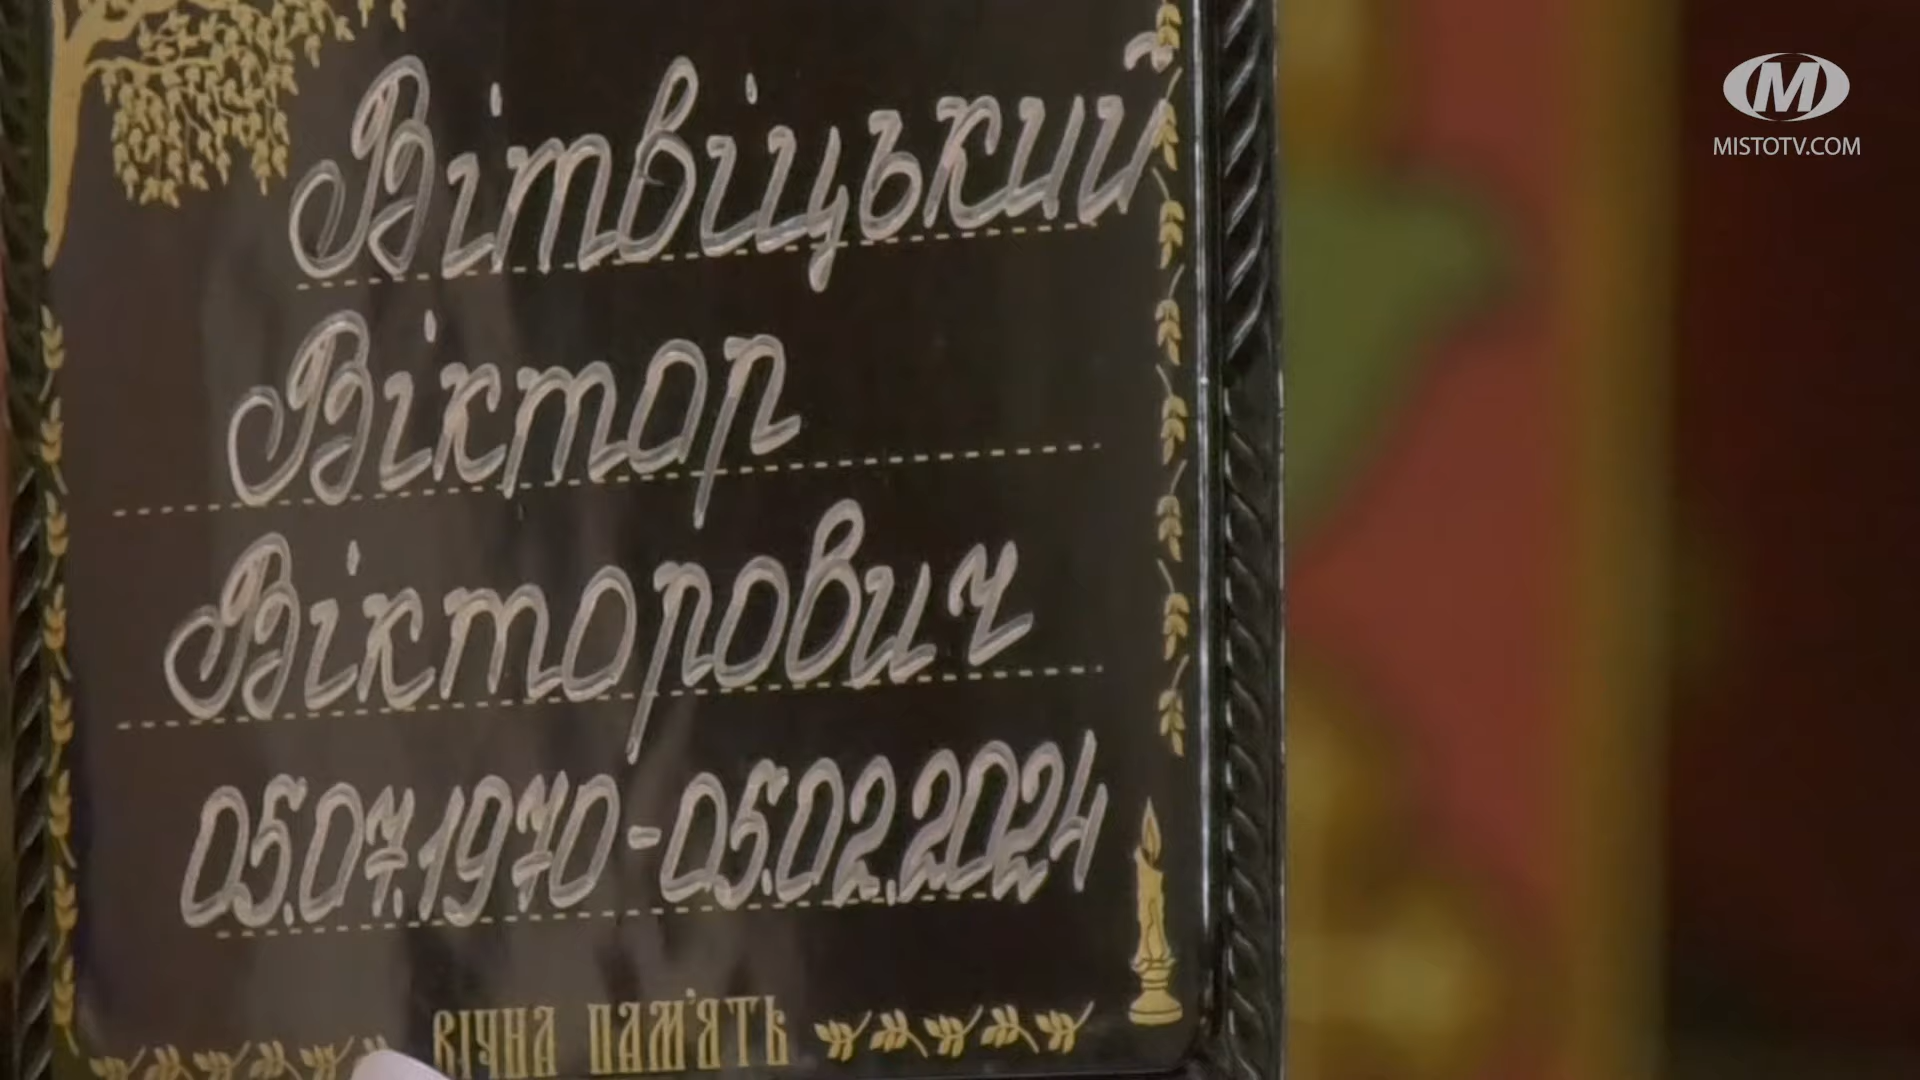 Вітвіцький
Віктор
Вікторович
05.07.1970-05.02.2024
ВІЧНА ПАМ'ЯТЬ
M
MISTOTV.COM